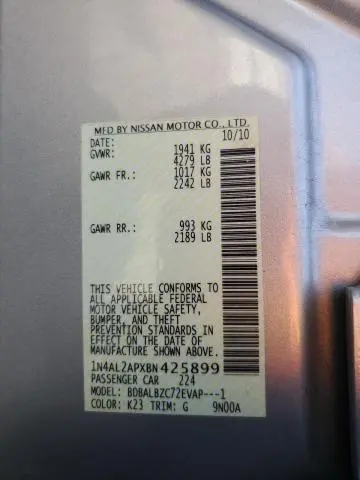 MFD BY NISSAN MOTOR CO., LTD.
DATE: 10/10
GVWR: 1941 KG
4279 LB
GAWR FR.: 1017 KG
2242 LB
GAWR RR.: 993 KG
2189 LB
THIS VEHICLE CONFORMS TO
ALL APPLICABLE FEDERAL
MOTOR VEHICLE SAFETY,
BUMPER, AND THEFT
PREVENTION STANDARDS IN
EFFECT ON THE DATE OF
MANUFACTURE SHOWN ABOVE.
1N4AL2APXBN425899
PASSENGER CAR 224
MODEL: BDBALBZC72EVAP---1
COLOR: K23 TRIM: G 9N00A